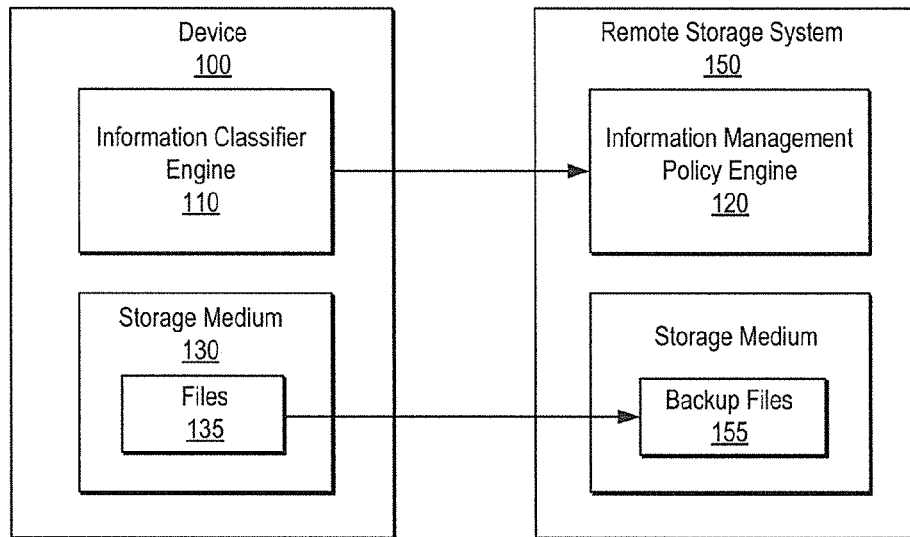 Device
100
Information Classifier
Engine
110
Storage Medium
130
Files
135
Remote Storage System
150
Information Management
Policy Engine
120
Storage Medium
Backup Files
155